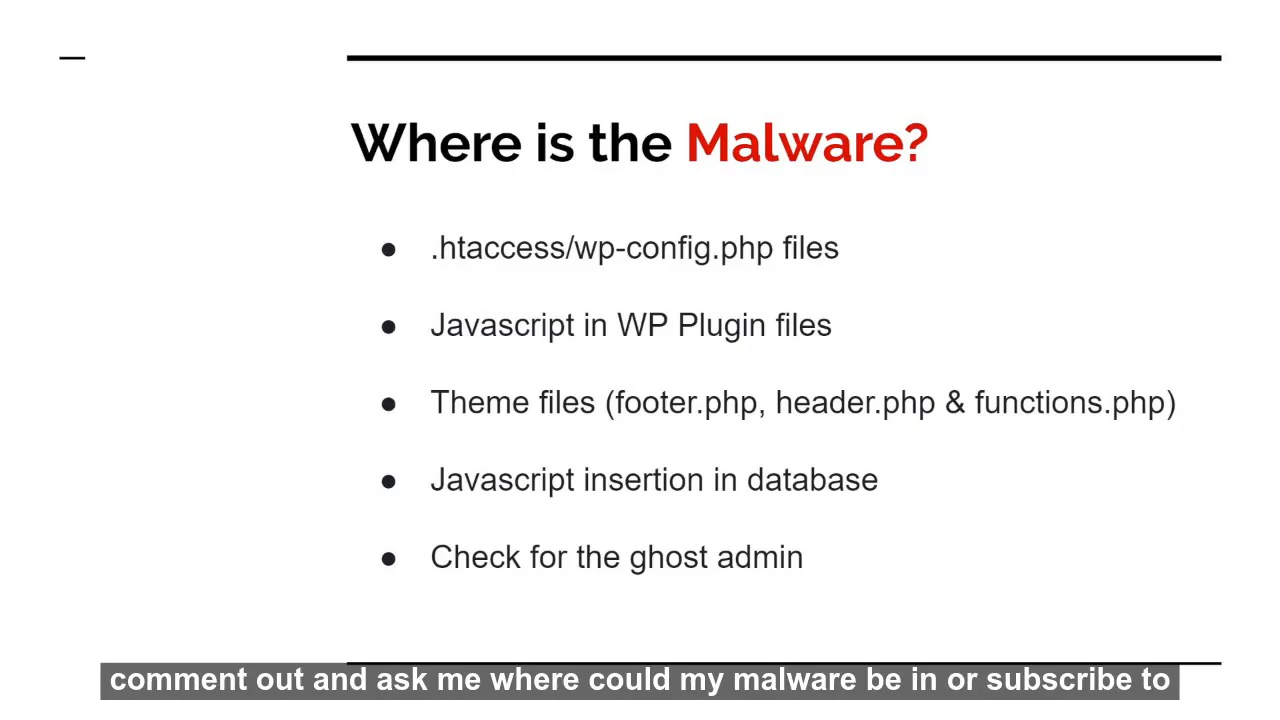 Where is the Malware?
● .htaccess/wp-config.php files
● Javascript in WP Plugin files
● Theme files (footer.php, header.php & functions.php)
● Javascript insertion in database
● Check for the ghost admin
comment out and ask me where could my malware be in or subscribe to